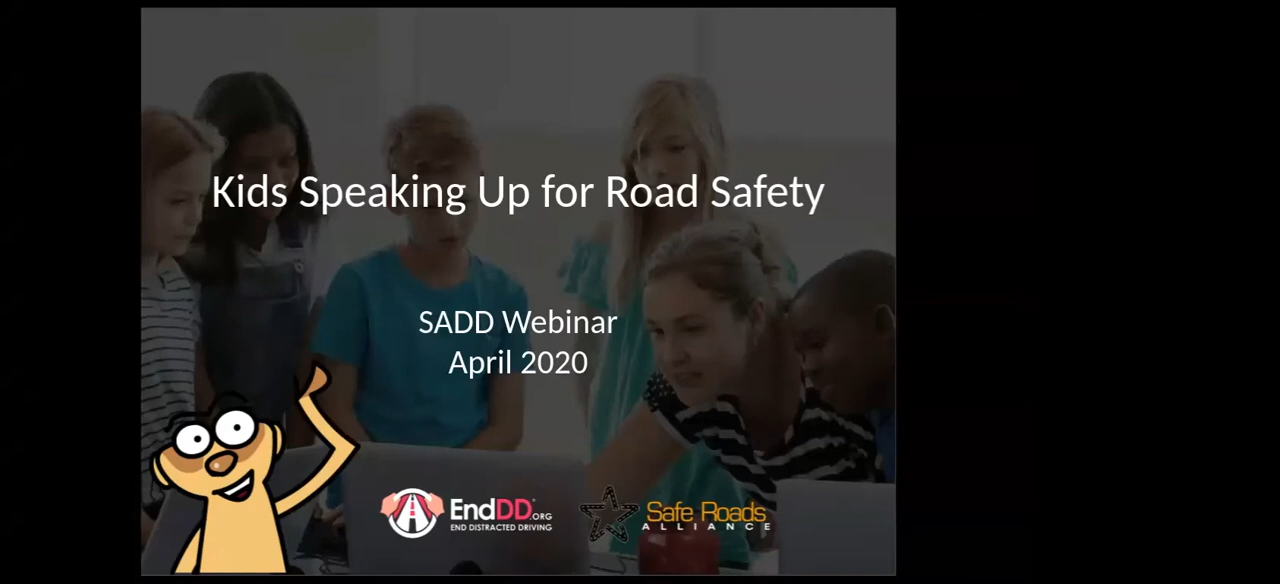 Kids Speaking Up for Road Safety
SADD Webinar
April 2020
EndDD.ORG
END DISTRACTED DRIVING
Safe Roads
ALLIANCE